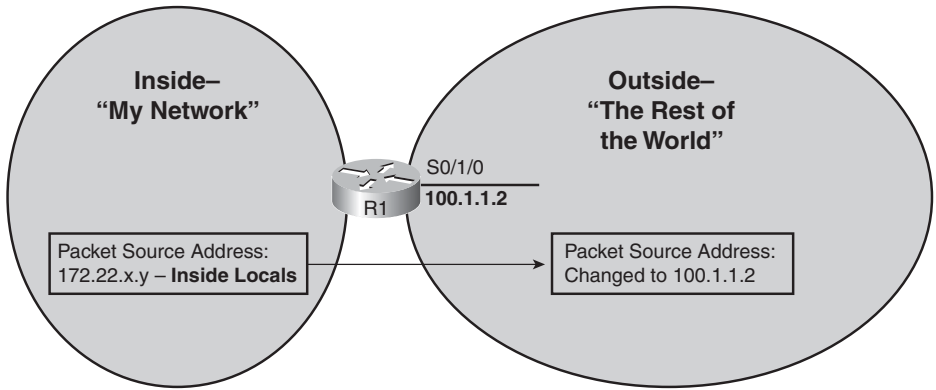 Inside–
“My Network”
Outside–
“The Rest of
the World”
S0/1/0
100.1.1.2
R1
Packet Source Address:
172.22.x.y – Inside Locals
Packet Source Address:
Changed to 100.1.1.2